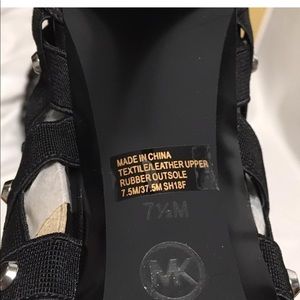 MADE IN CHINA
TEXTILE/LEATHER UPPER
RUBBER OUTSOLE
7.5M/37.5M SH18F
7½M
MK